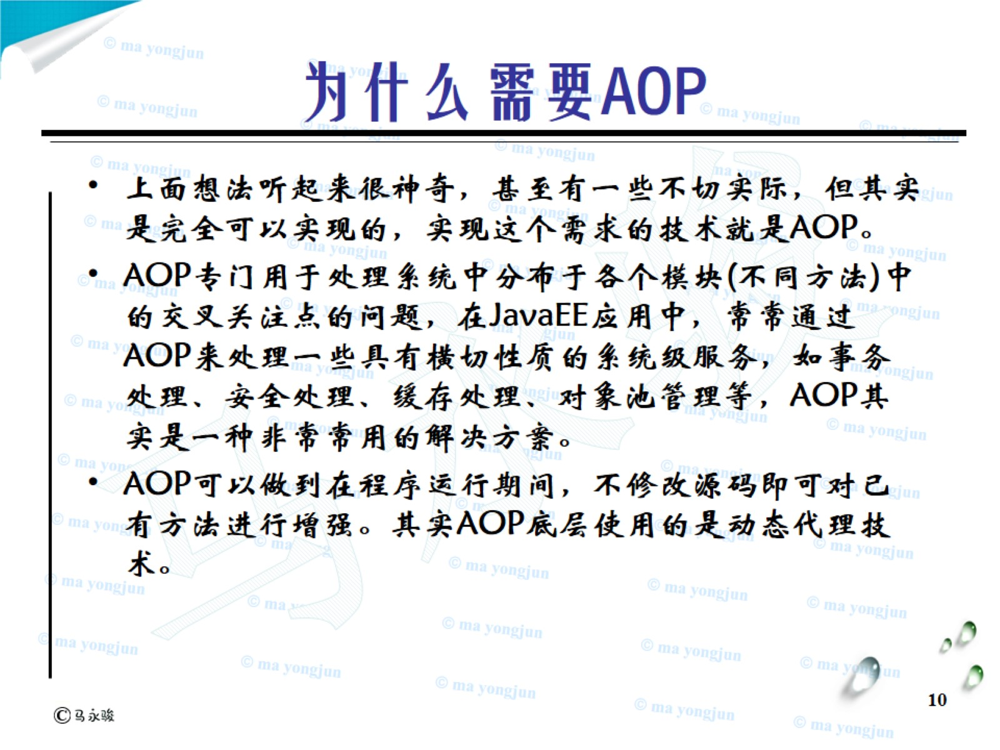 为什么需要AOP
• 上面想法听起来很神奇，甚至有一些不切实际，但其实
是完全可以实现的，实现这个需求的技术就是AOP。
• AOP专门用于处理系统中分布于各个模块(不同方法)中
的交叉关注点的问题，在JavaEE应用中，常常通过
AOP来处理一些具有横切性质的系统级服务，如事务
处理、安全处理、缓存处理、对象池管理等，AOP其
实是一种非常常用的解决方案。
• AOP可以做到在程序运行期间，不修改源码即可对已
有方法进行增强。其实AOP底层使用的是动态代理技
术。
©马永骏
10
© ma yongjun
马永骏